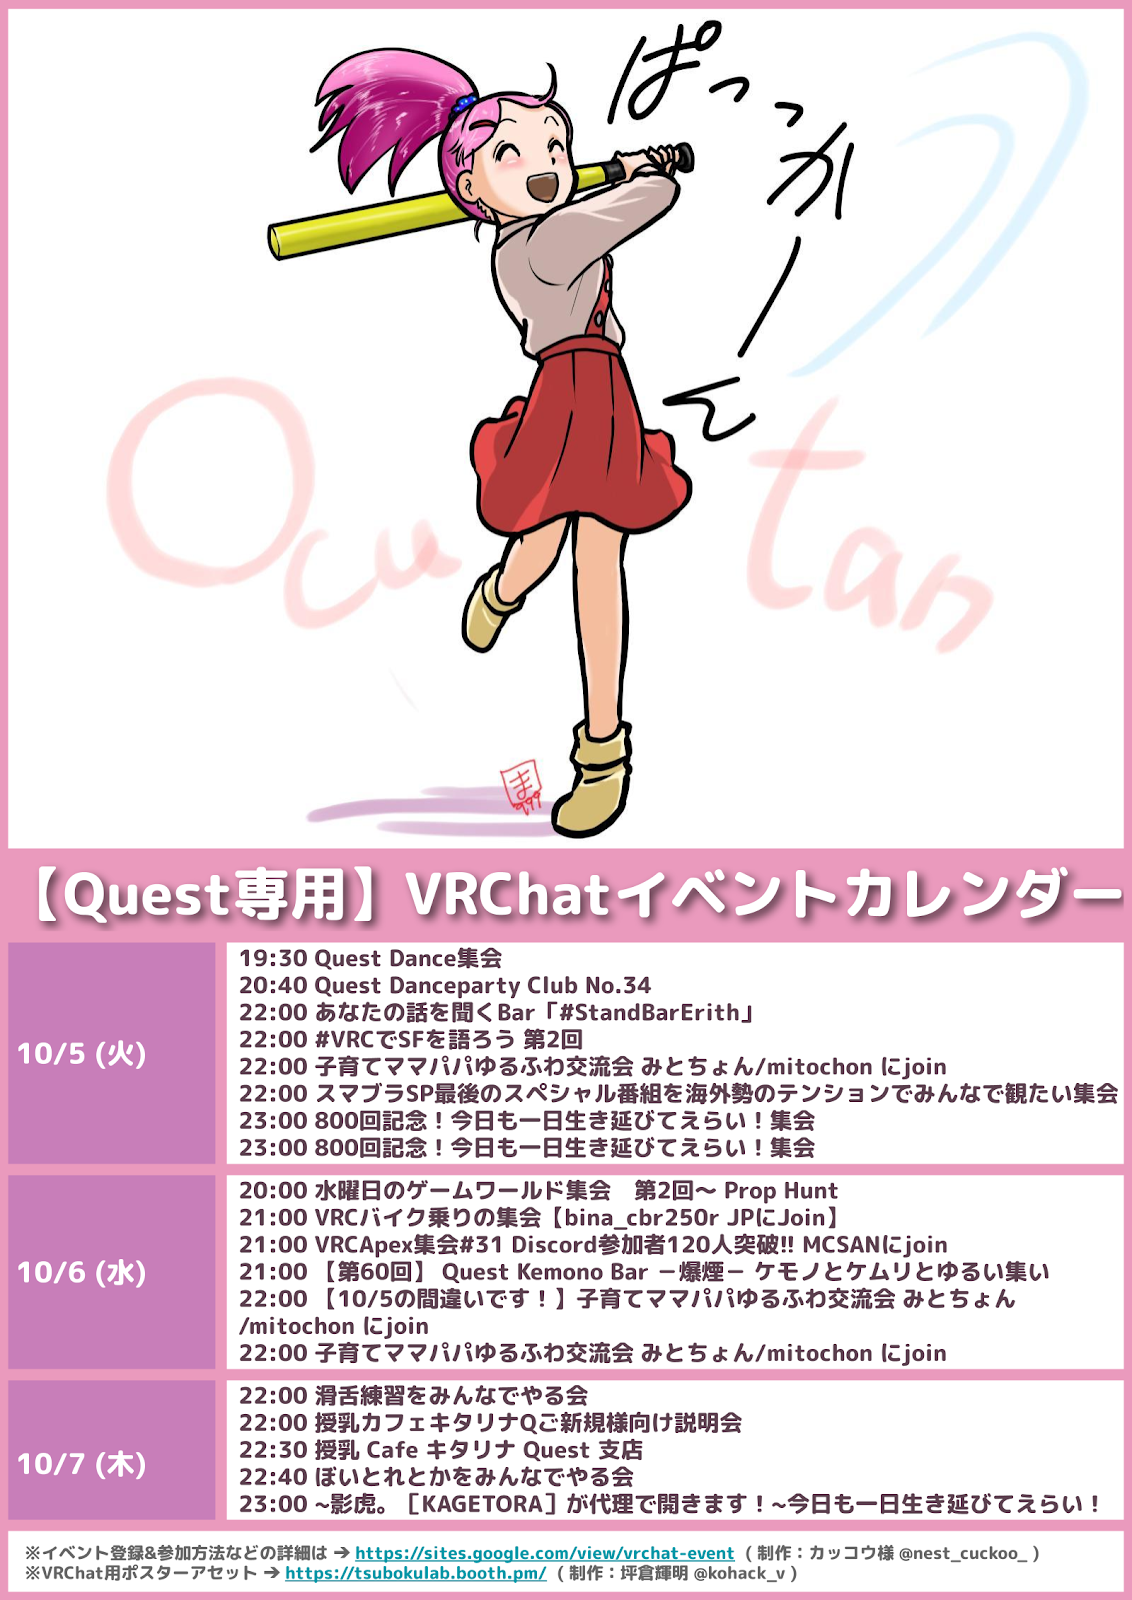 ぱっっかーん
Ocutan
ま
999
【Quest専用】VRChatイベントカレンダー
10/5 (火)
19:30 Quest Dance集会
20:40 Quest Danceparty Club No.34
22:00 あなたの話を聞くBar「#StandBarErith」
22:00 #VRCでSFを語ろう 第2回
22:00 子育てママパパゆるふわ交流会 みとちょん/mitochon にjoin
22:00 スマブラSP最後のスペシャル番組を海外勢のテンションでみんなで観たい集会
23:00 800回記念！今日も一日生き延びてえらい！集会
23:00 800回記念！今日も一日生き延びてえらい！集会
10/6 (水)
20:00 水曜日のゲームワールド集会　第2回～ Prop Hunt
21:00 VRCバイク乗りの集会【bina_cbr250r JPにJoin】
21:00 VRCApex集会#31 Discord参加者120人突破!! MCSANにjoin
21:00 【第60回】 Quest Kemono Bar －爆煙－ ケモノとケムリとゆるい集い
22:00 【10/5の間違いです！】子育てママパパゆるふわ交流会 みとちょん
/mitochon にjoin
22:00 子育てママパパゆるふわ交流会 みとちょん/mitochon にjoin
10/7 (木)
22:00 滑舌練習をみんなでやる会
22:00 授乳カフェキタリナQご新規様向け説明会
22:30 授乳 Cafe キタリナ Quest 支店
22:40 ぼいとれとかをみんなでやる会
23:00 ~影虎。［KAGETORA］が代理で開きます！~今日も一日生き延びてえらい！
※イベント登録&参加方法などの詳細は ➔ https://sites.google.com/view/vrchat-event （ 制作：カッコウ様 @nest_cuckoo_ ）
※VRChat用ポスターアセット ➔ https://tsubokulab.booth.pm/ （ 制作：坪倉輝明 @kohack_v ）